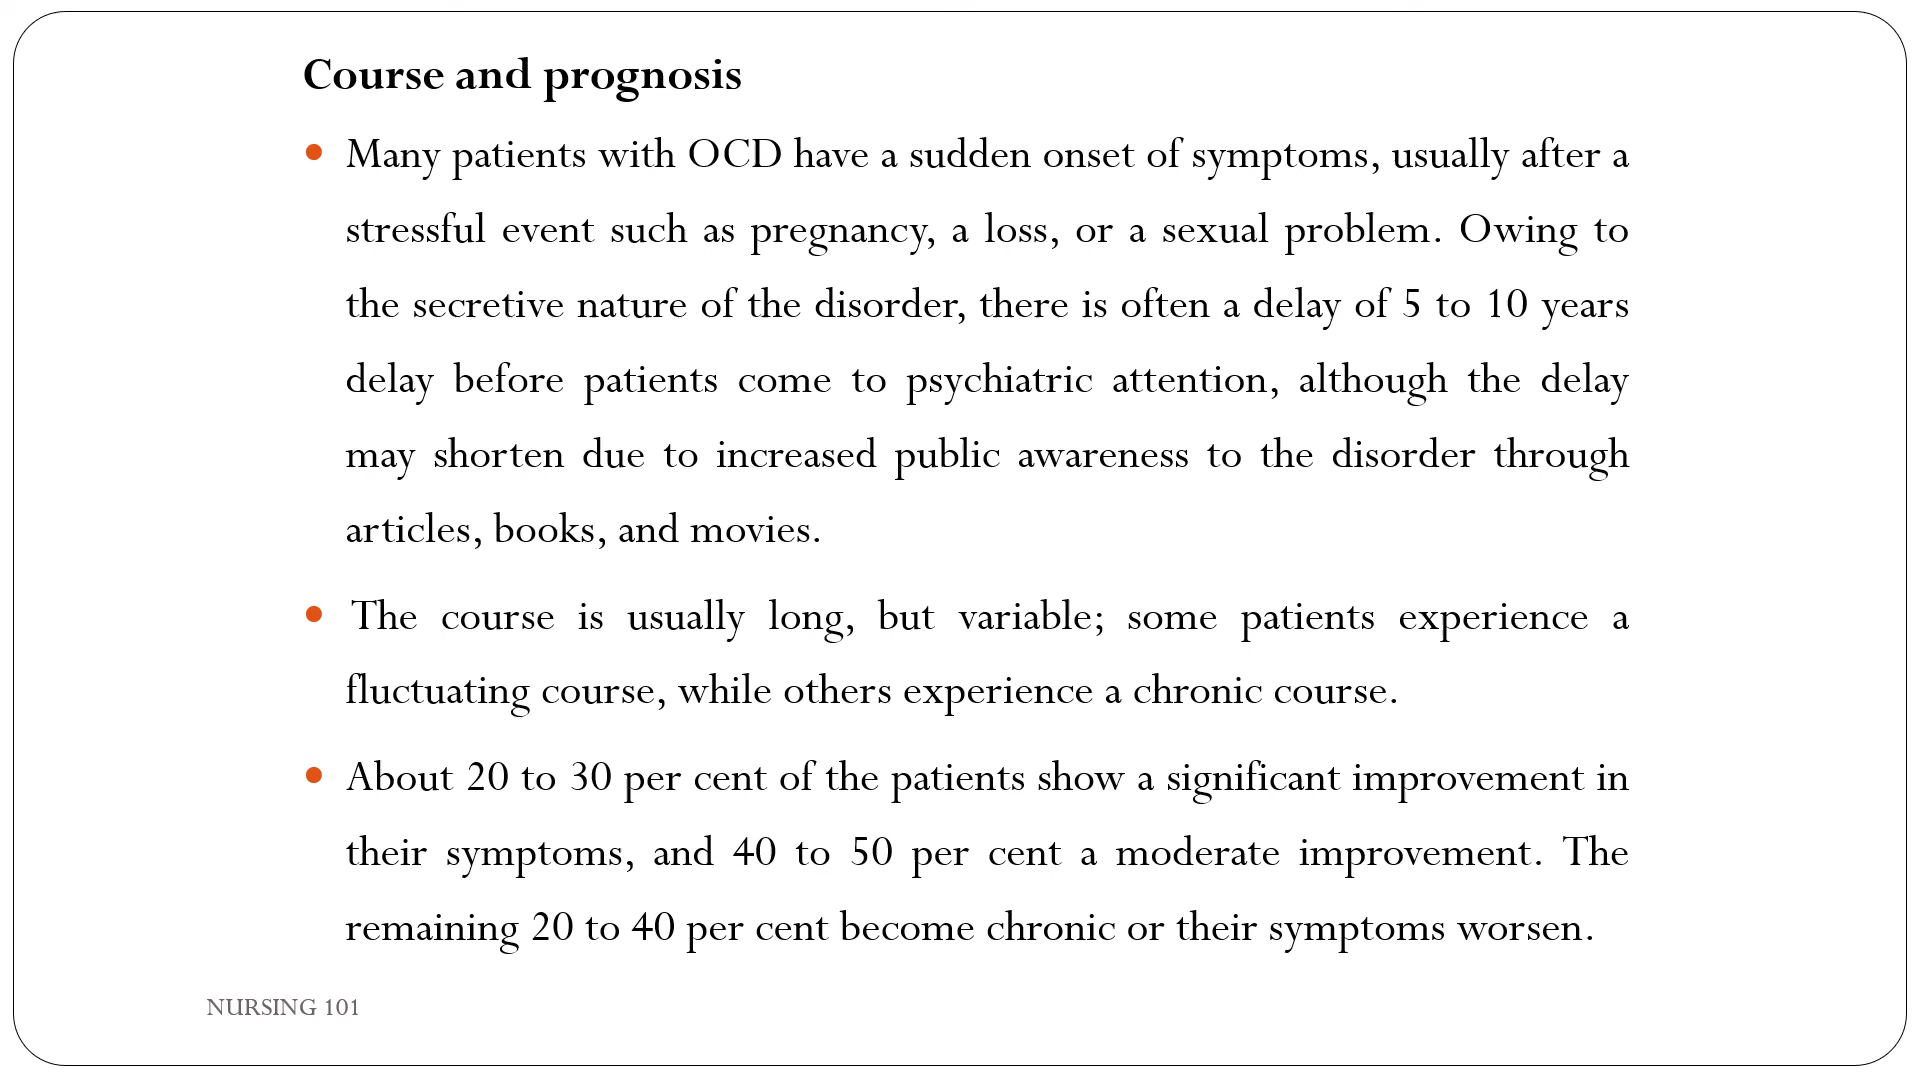 Course and prognosis
• Many patients with OCD have a sudden onset of symptoms, usually after a
stressful event such as pregnancy, a loss, or a sexual problem. Owing to
the secretive nature of the disorder, there is often a delay of 5 to 10 years
delay before patients come to psychiatric attention, although the delay
may shorten due to increased public awareness to the disorder through
articles, books, and movies.
• The course is usually long, but variable; some patients experience a
fluctuating course, while others experience a chronic course.
• About 20 to 30 per cent of the patients show a significant improvement in
their symptoms, and 40 to 50 per cent a moderate improvement. The
remaining 20 to 40 per cent become chronic or their symptoms worsen.
NURSING 101